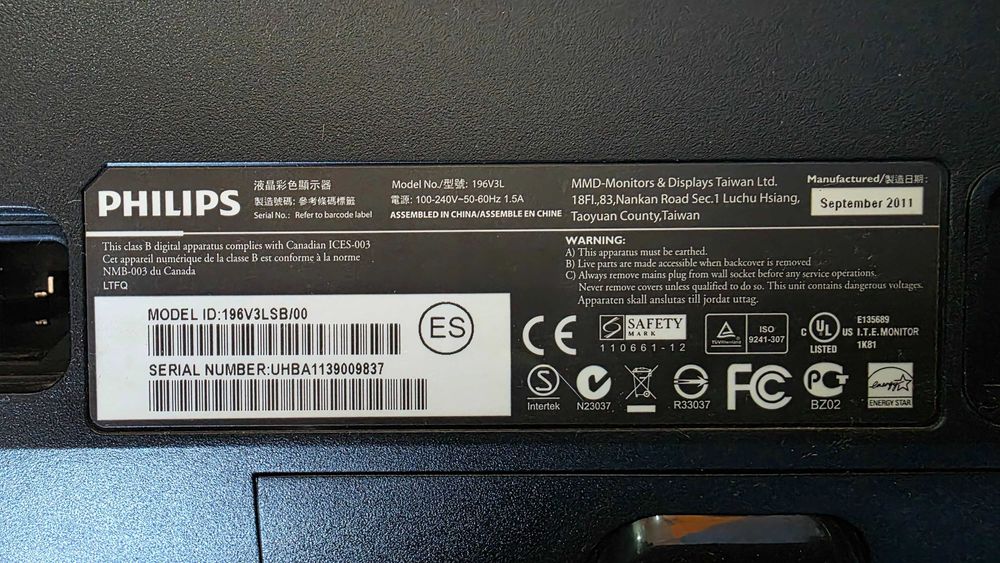 PHILIPS
液晶彩色顯示器
製造號碼: 參考條碼標籤
Serial No.: Refer to barcode label
Model No./型號: 196V3L
電源: 100-240V~50-60Hz 1.5A
ASSEMBLED IN CHINA/ASSEMBLE EN CHINE
MMD-Monitors & Displays Taiwan Ltd.
18Fl.,83,Nankan Road Sec.1 Luchu Hsiang,
Taoyuan County,Taiwan
Manufactured/製造日期:
September 2011
This class B digital apparatus complies with Canadian ICES-003
Cet appareil numérique de la classe B est conforme à la norme
NMB-003 du Canada
LTFQ
WARNING:
A) This apparatus must be earthed.
B) Live parts are made accessible when backcover is removed
C) Always remove mains plug from wall socket before any service operations.
Never remove covers unless qualified to do so. This unit contains dangerous voltages.
Apparaten skall anslutas till jordat uttag.
MODEL ID:196V3LSB/00
SERIAL NUMBER:UHBA1139009837
ES
CE
S SAFETY
MARK
110661-12
TÜVRheinland
ISO
9241-307
C UL US
LISTED
E135689
I.T.E.MONITOR
1K81
S
Intertek
N23037
R33037
FC
PCT
BZ02
energy
ENERGY STAR